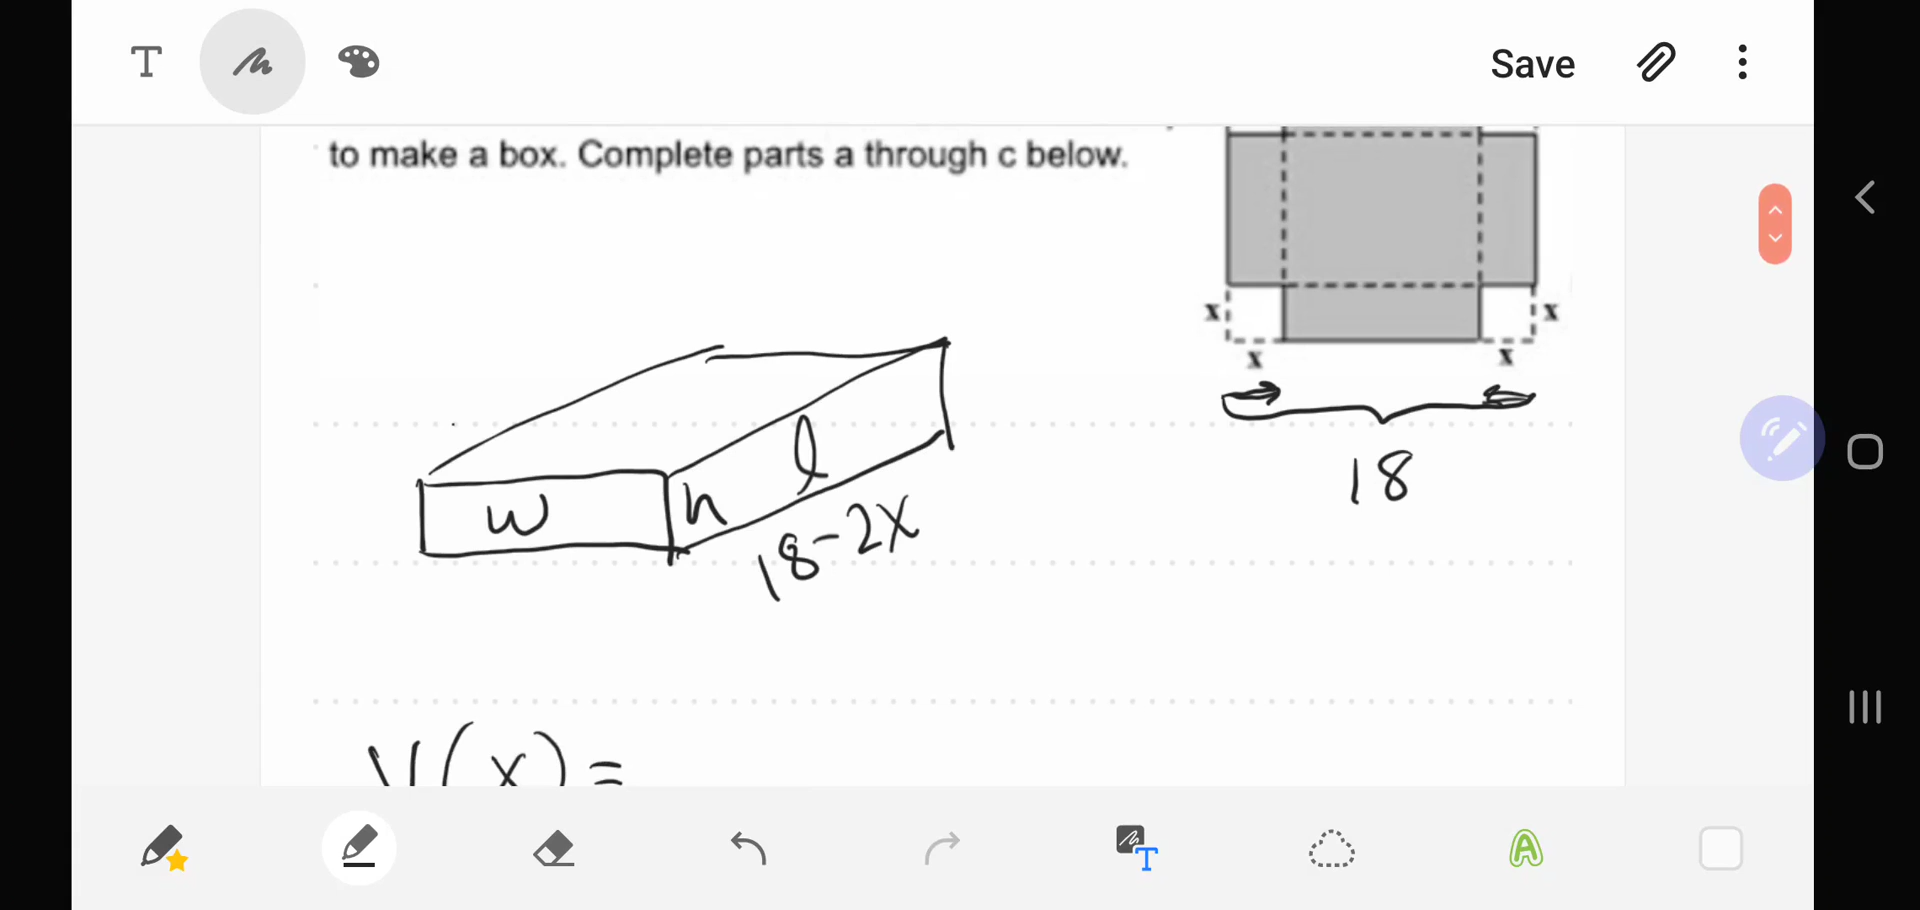 T
Save
to make a box. Complete parts a through c below.
x x
x x
18
w h l
18-2X
V(x)=
T
A